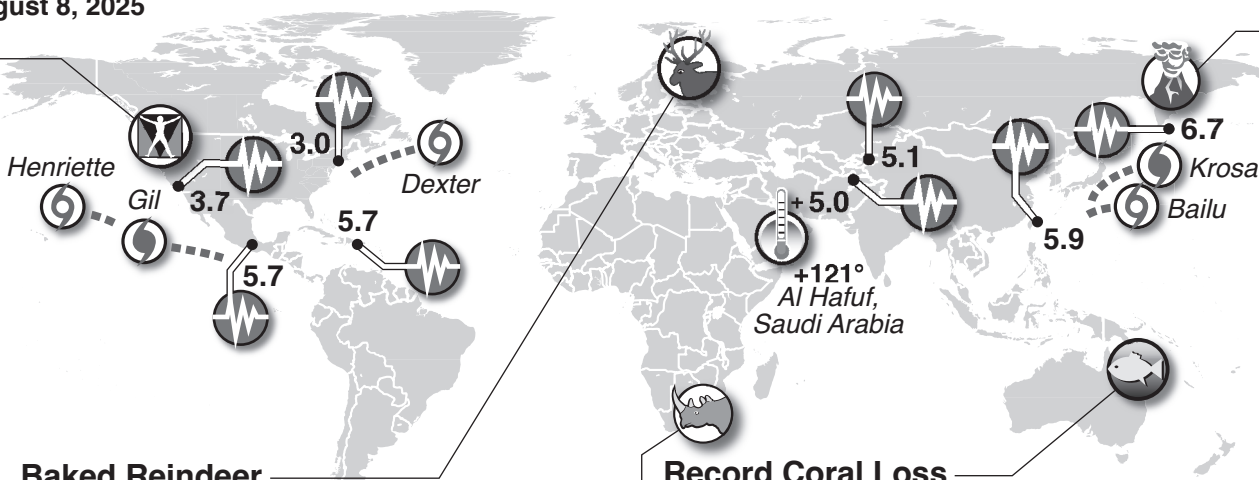 gust 8, 2025
3.0
Henriette
Dexter
Gil
3.7
5.7
5.7
5.1
+ 5.0
+121°
Al Hafuf,
Saudi Arabia
6.7
Krosa
Bailu
5.9
Baked Reindeer
Record Coral Loss